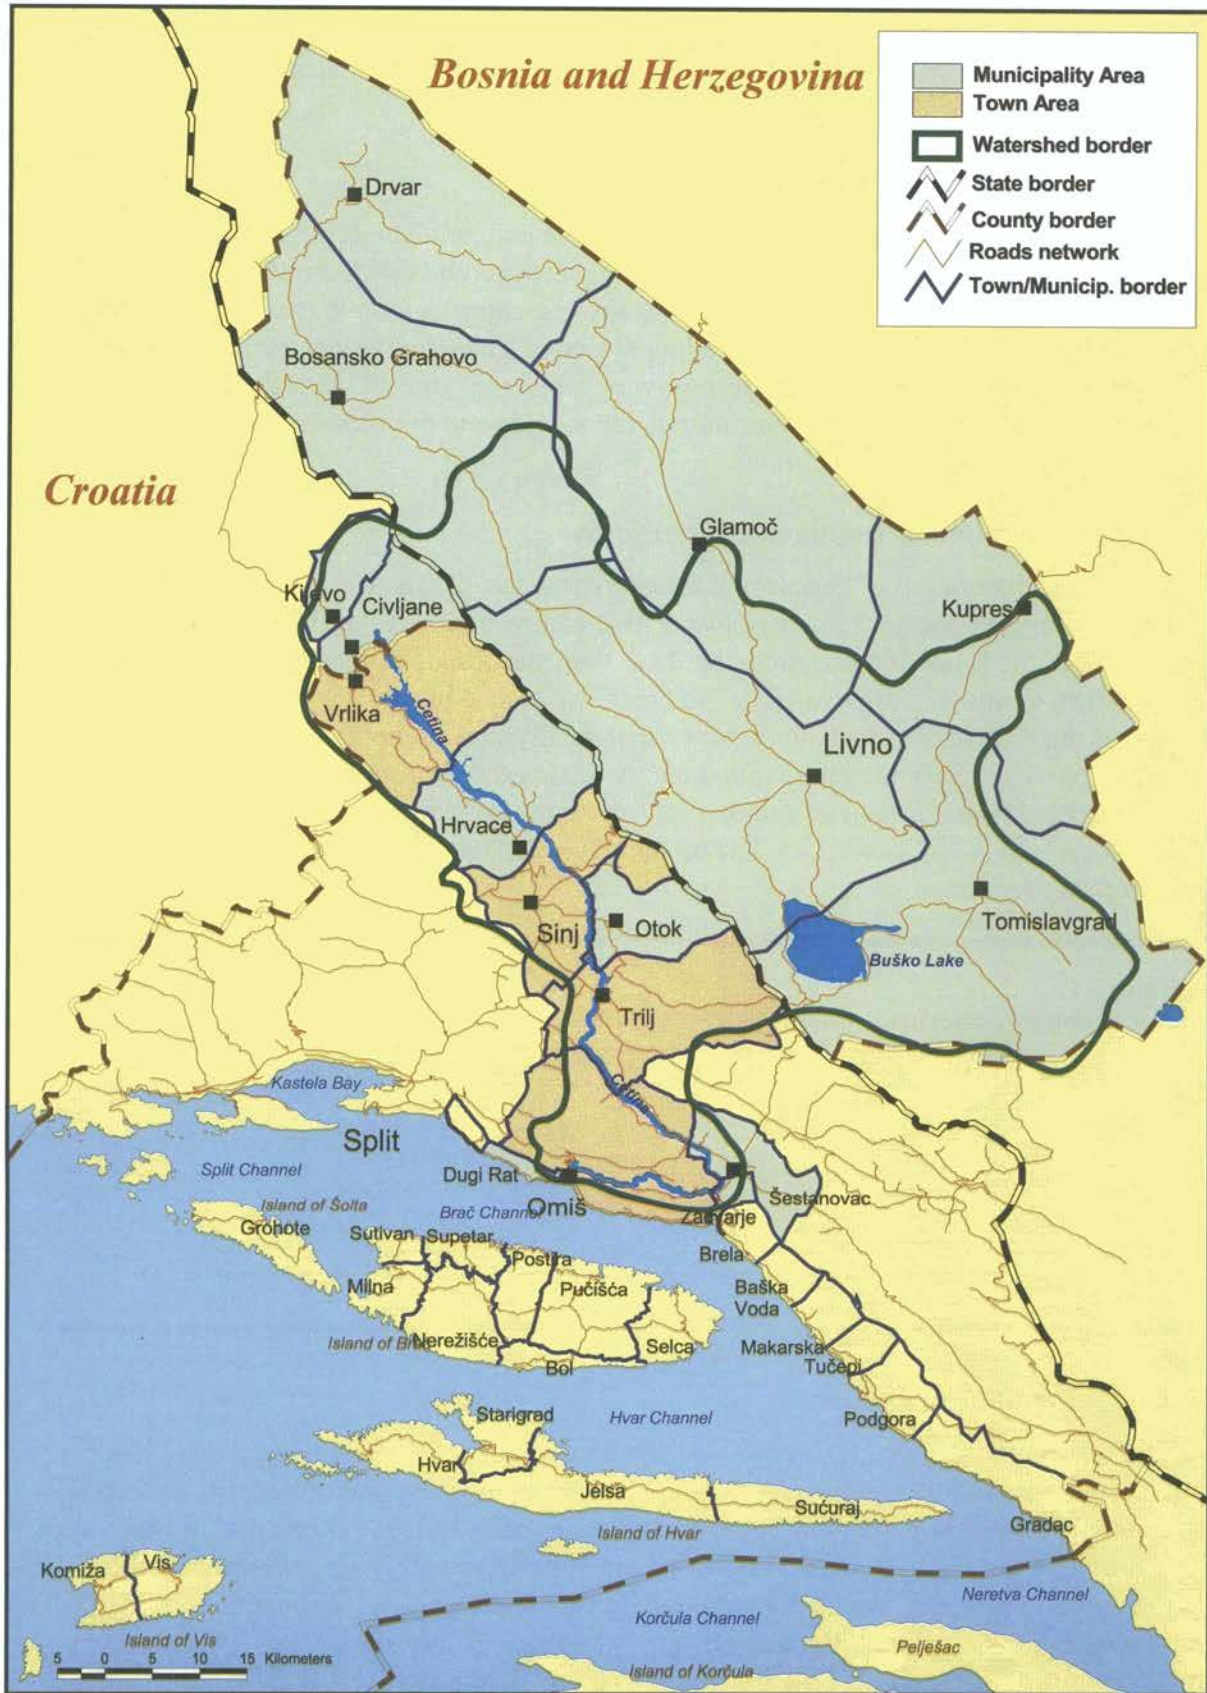 Bosnia and Herzegovina
Municipality Area
Town Area
Watershed border
State border
County border
Roads network
Town/Municip. border
Drvar
Bosansko Grahovo
Croatia
Glamoč
Kijevo
Civljane
Kupres
Vrlika
Cetina
Livno
Hrvace
Sinj
Otok
Tomislavgrad
Buško Lake
Trilj
Kastela Bay
Cetina
Split
Split Channel
Dugi Rat
Šestanovac
Island of Šolta
Brač Channel
Omiš
Zadvarje
Grohote
Sutivan
Supetar
Postira
Brela
Milna
Pučišća
Baška
Voda
Island of Brač
Nerežišće
Selca
Makarska
Bol
Tučepi
Starigrad
Hvar Channel
Podgora
Hvar
Jelsa
Sućuraj
Gradac
Island of Hvar
Komiža
Vis
Neretva Channel
Korčula Channel
Island of Vis
Pelješac
5 0 5 10 15 Kilometers
Island of Korčula